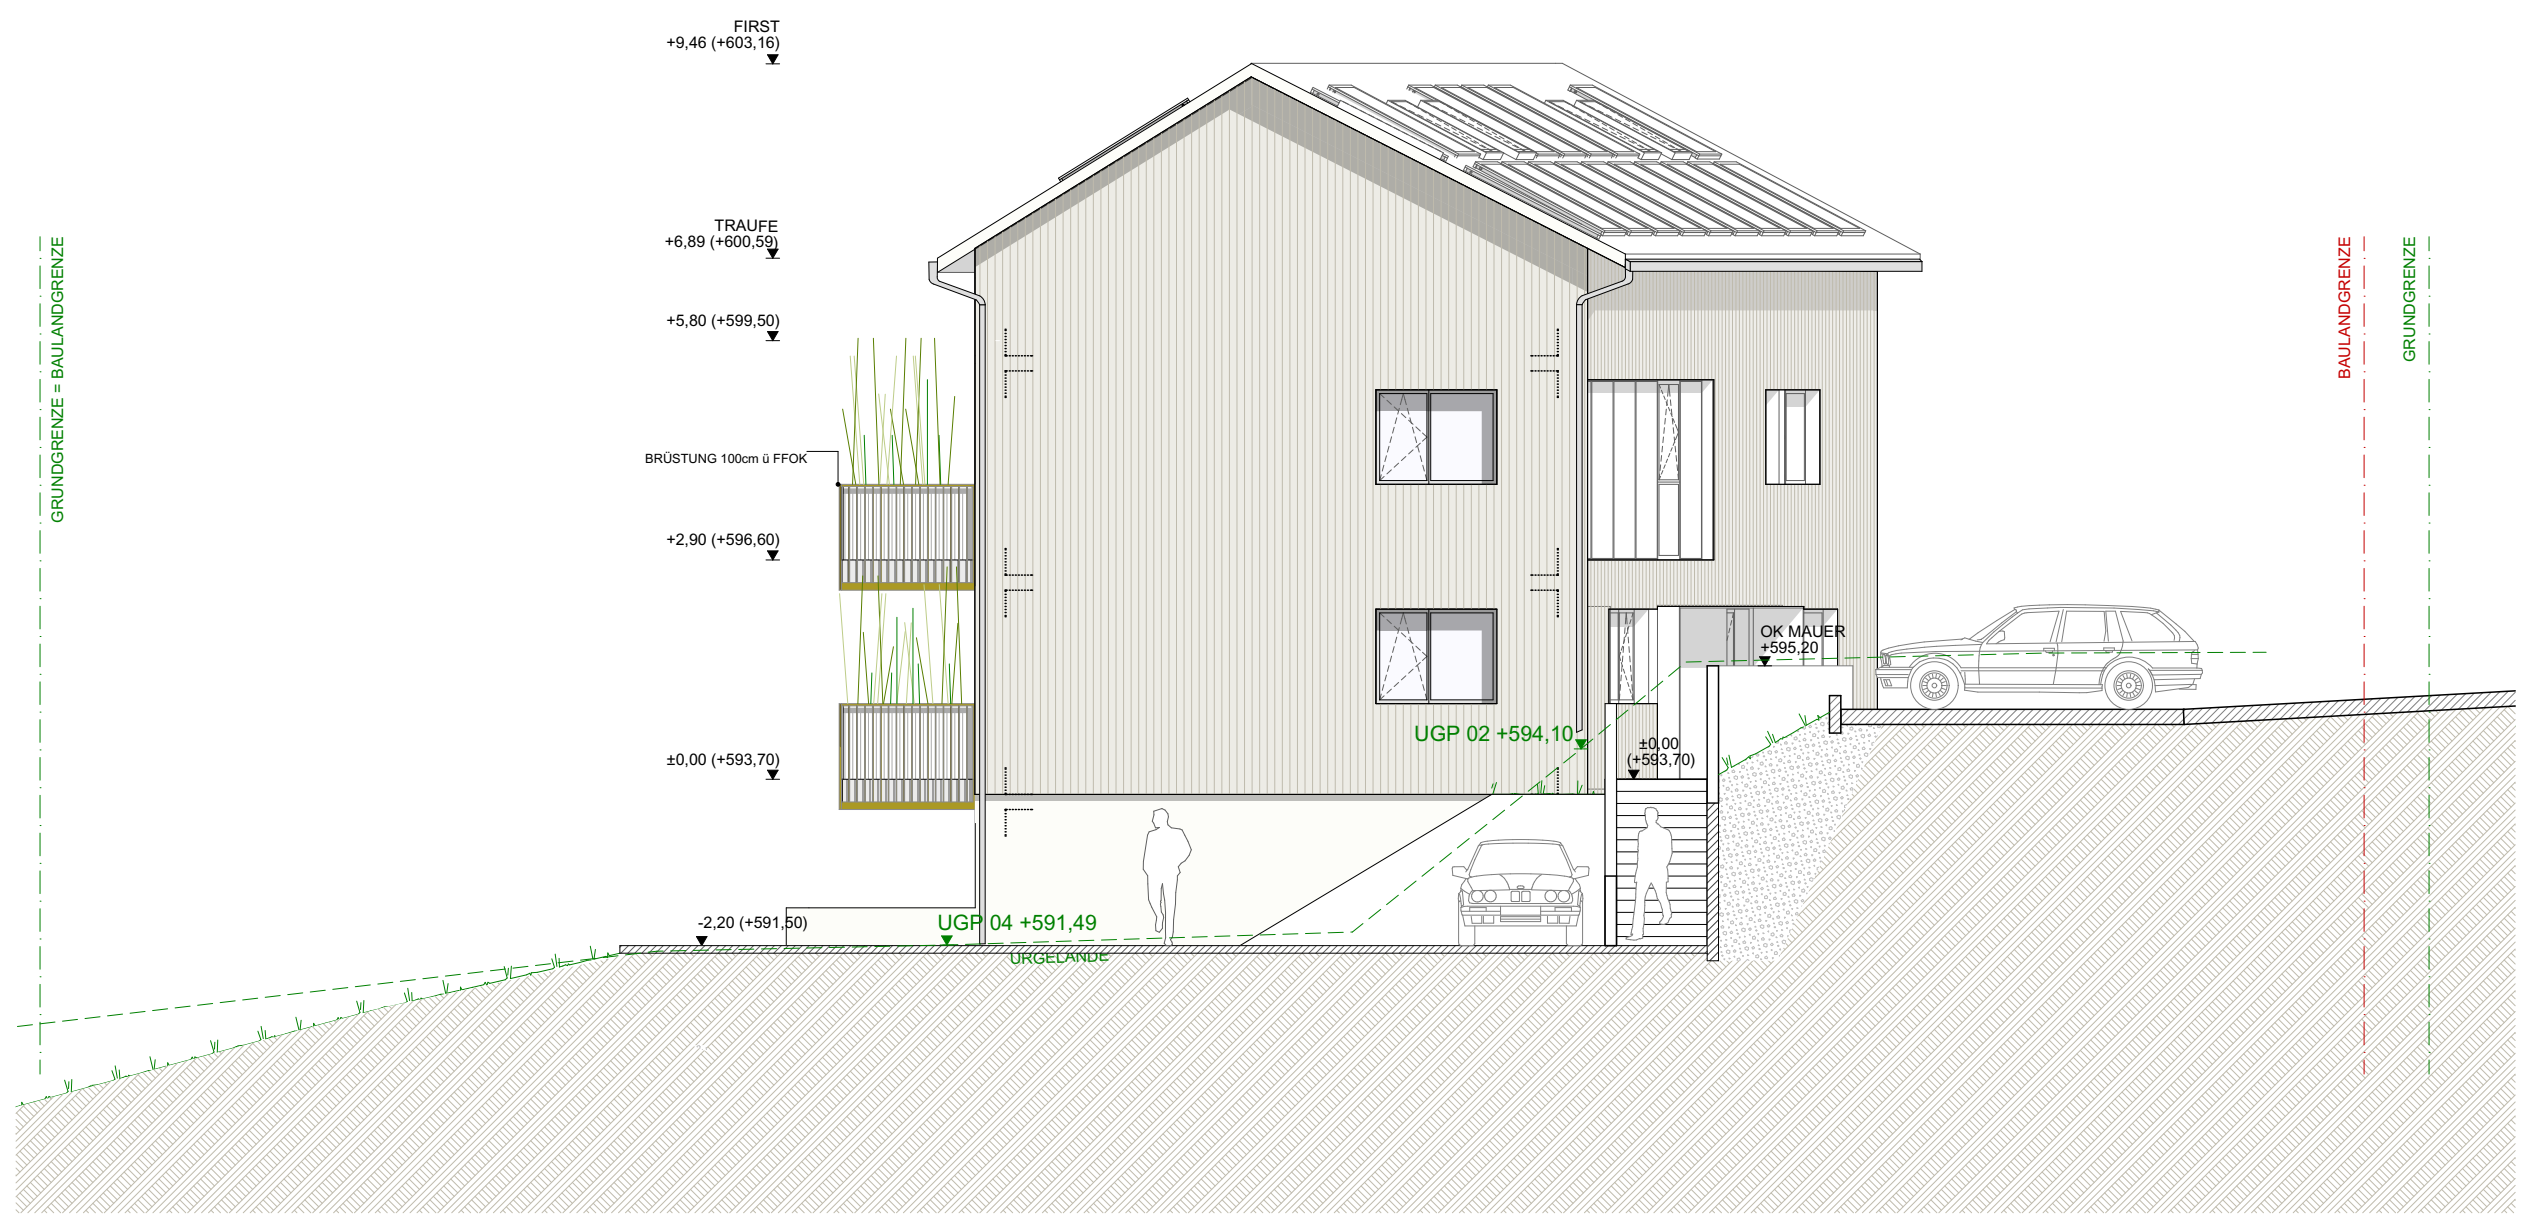 FIRST
+9,46 (+603,16)
TRAUFE
+6,89 (+600,59)
+5,80 (+599,50)
BRÜSTUNG 100cm ü FFOK
+2,90 (+596,60)
±0,00 (+593,70)
-2,20 (+591,50)
GRUNDGRENZE = BAULANDGRENZE
UGP 04 +591,49
URGELÄNDE
UGP 02 +594,10
±0,00
(+593,70)
OK MAUER
+595,20
BAULANDGRENZE
GRUNDGRENZE